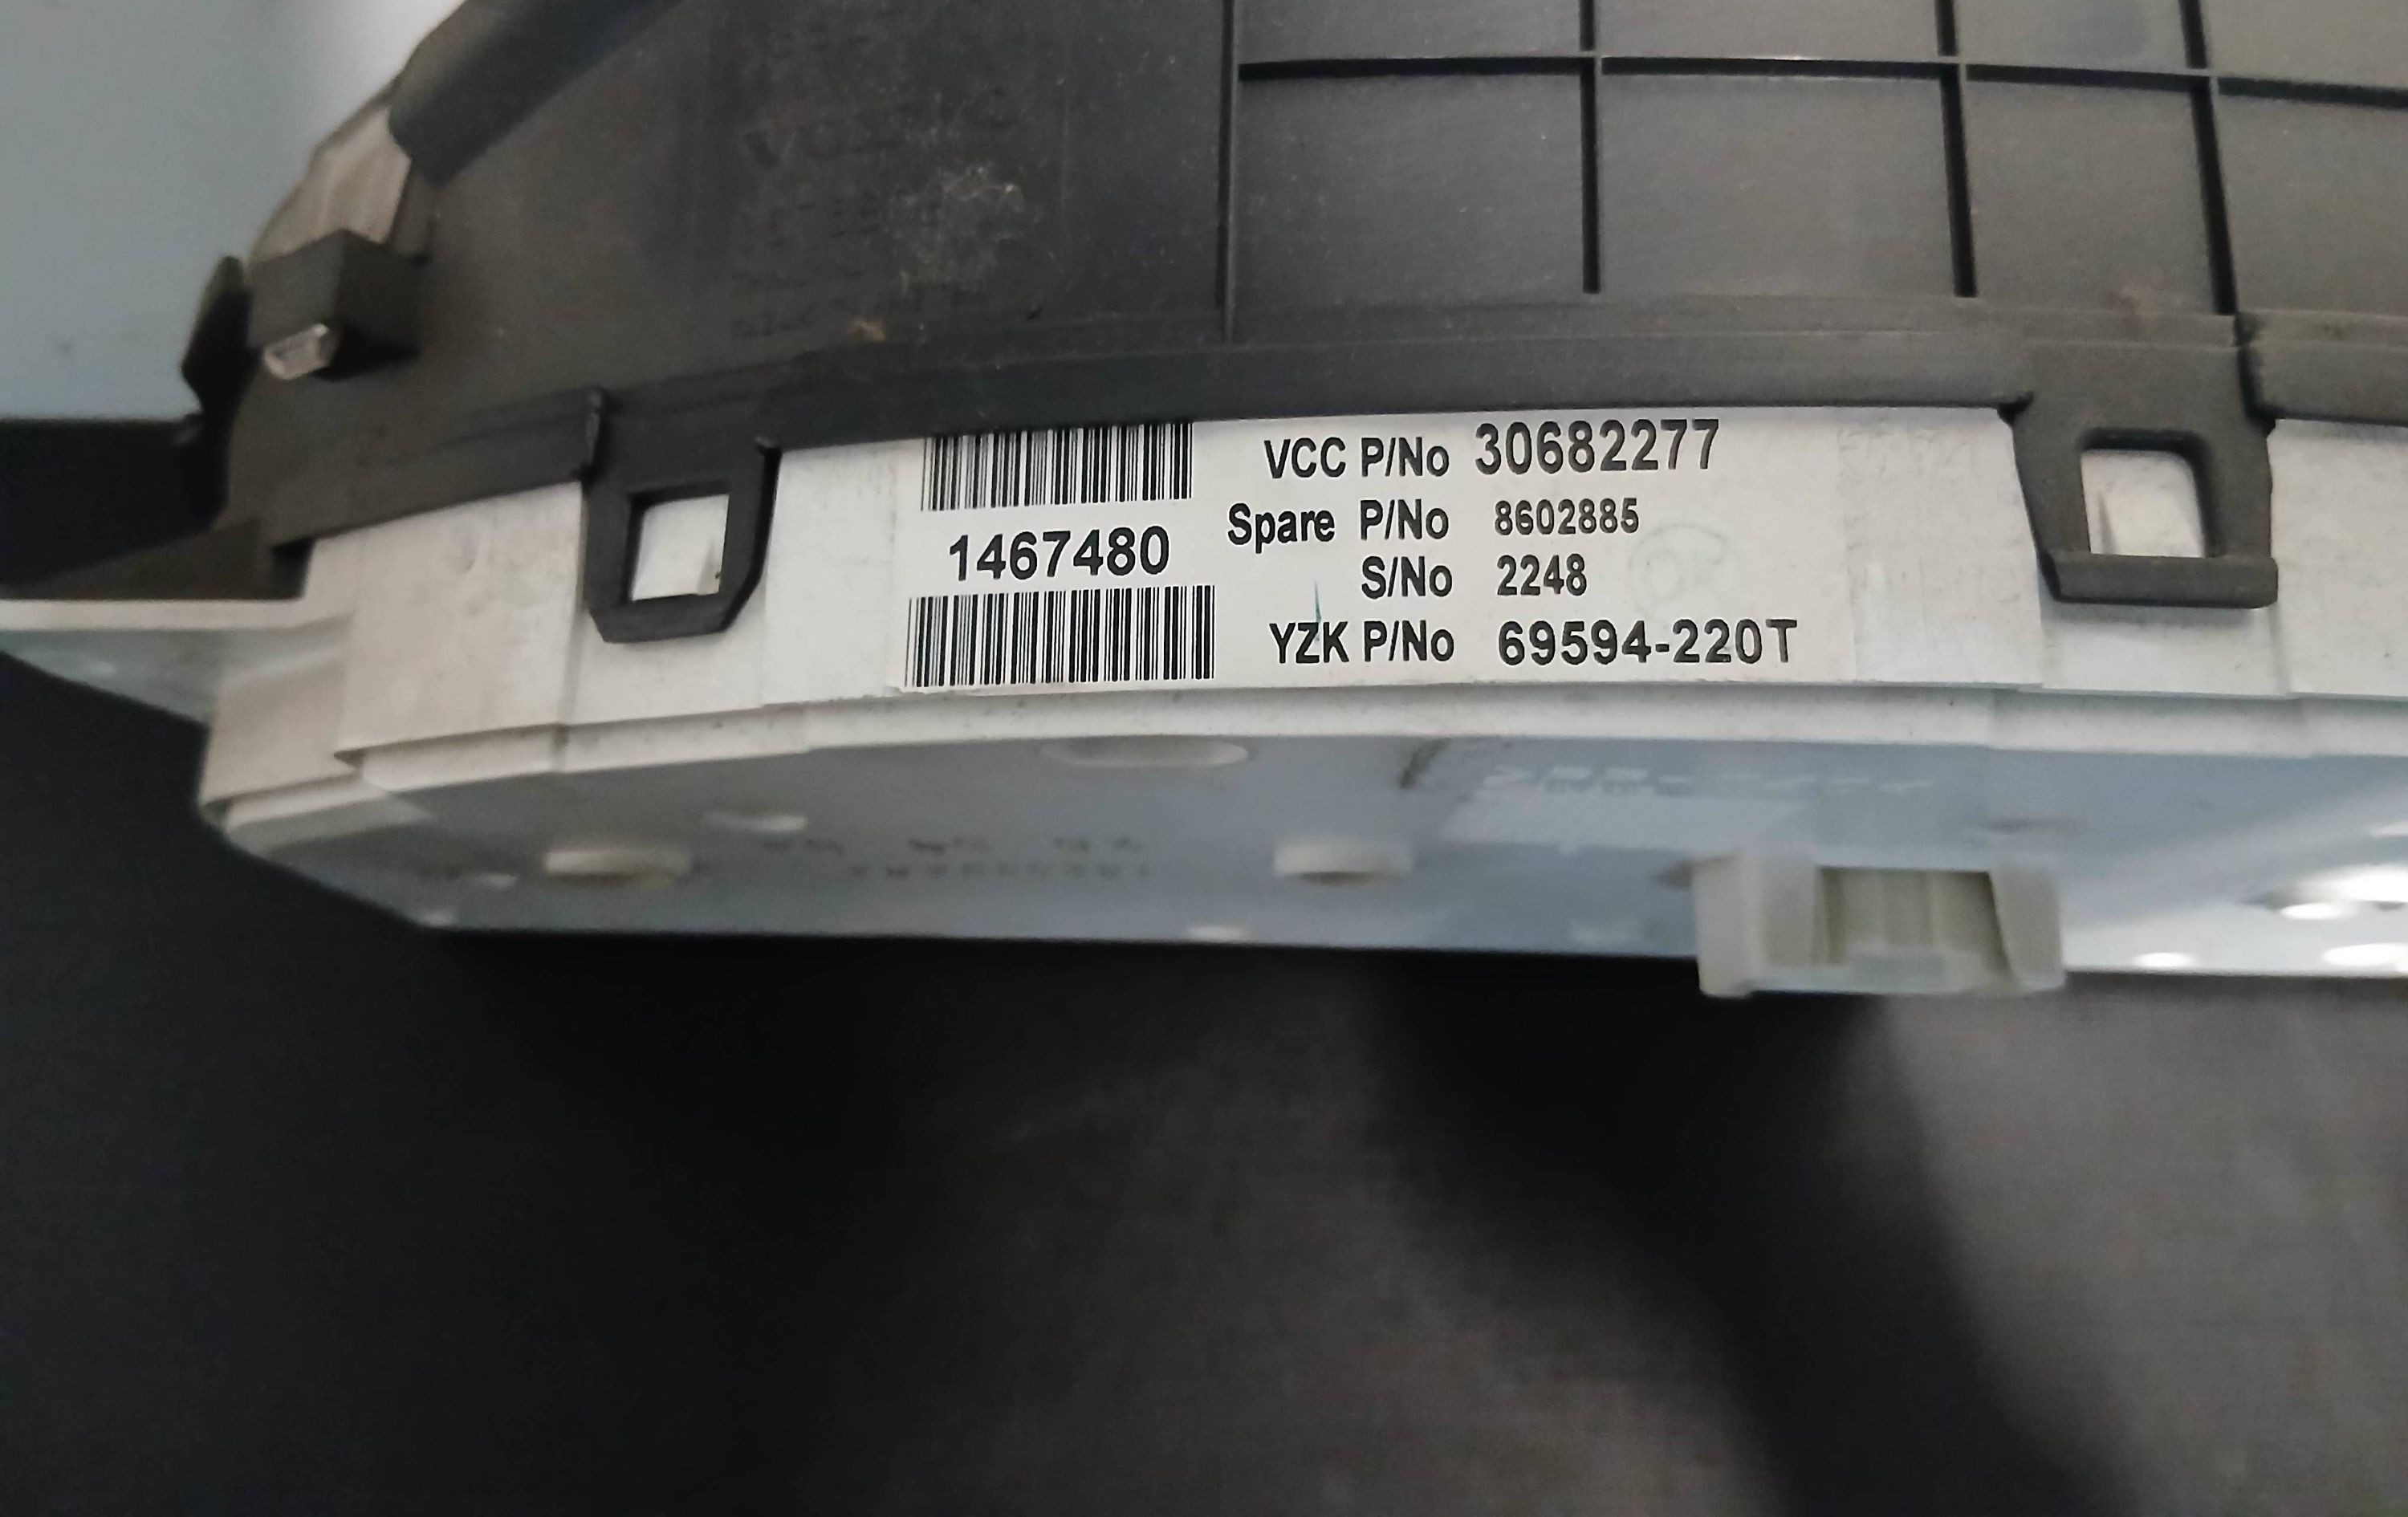 1467480
VCC P/No 30682277
Spare P/No 8602885
S/No 2248
YZK P/No 69594-220T